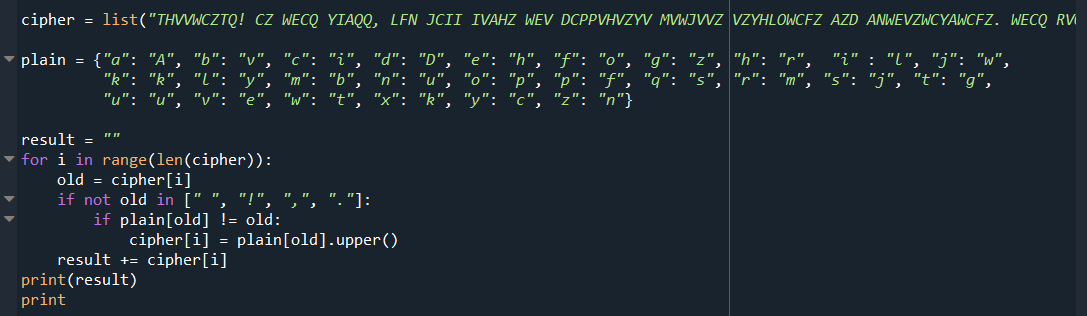 cipher = list("THVVWCZTQ! CZ WECQ YIAQQ, LFN JCII IVAHZ WEV DCPPVHVZYV MVWJVVZ VZYHLOWCFZ AZD ANWEVZWCYAWCFZ. WECQ
plain = {"a": "A", "b": "v", "c": "i", "d": "D", "e": "h", "f": "o", "g": "z", "h": "r",  "i" : "l", "j": "w",
"k": "k", "l": "y", "m": "b", "n": "u", "o": "p", "p": "f", "q": "s", "r": "m", "s": "j", "t": "g",
"u": "u", "v": "e", "w": "t", "x": "k", "y": "c", "z": "n"}
result = ""
for i in range(len(cipher)):
old = cipher[i]
if not old in [" ", "!", ",", "."]:
if plain[old] != old:
cipher[i] = plain[old].upper()
result += cipher[i]
print(result)
print